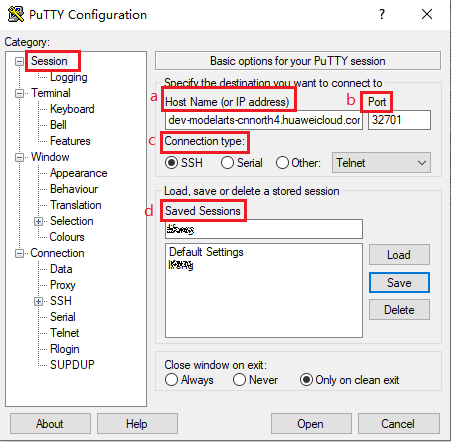 PuTTY Configuration
Category:
Session
Logging
Terminal
Keyboard
Bell
Features
Window
Appearance
Behaviour
Translation
Selection
Colours
Connection
Data
Proxy
SSH
Serial
Telnet
Rlogin
SUPDUP
Basic options for your PuTTY session
Specify the destination you want to connect to
a Host Name (or IP address) b Port
dev-modelarts-cnnorth4.huaweicloud.com 32701
c Connection type:
SSH Serial Other: Telnet
Load, save or delete a stored session
d Saved Sessions
Default Settings
Load
Save
Delete
Close window on exit:
Always Never Only on clean exit
About Help Open Cancel